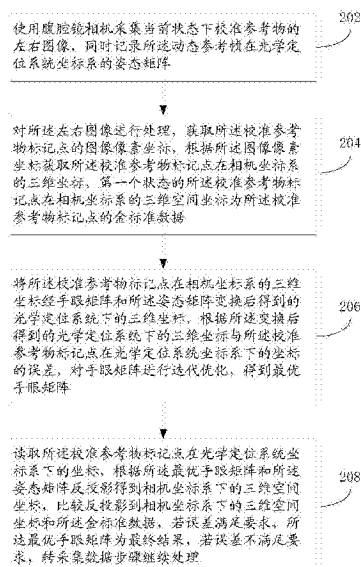 使用腹腔镜相机采集当前状态下校准参考物的
左右图像，同时记录所述动态参考帧在光学定
位系统坐标系的姿态矩阵
202
对所述左右图像进行处理，获取所述校准参考
物标记点的图像像素坐标，根据所述图像像素
坐标获取所述校准参考物标记点在相机坐标系
的三维坐标，第一个状态的所述校准参考物标
记点在相机坐标系的三维空间坐标为所述校准
参考物标记点的金标准数据
204
将所述校准参考物标记点在相机坐标系的三维
坐标经手眼矩阵和所述姿态矩阵变换后得到的
光学定位系统下的三维坐标，根据所述变换后
得到的光学定位系统下的三维坐标与所述校准
参考物标记点在光学定位系统坐标系下的坐标
的误差，对手眼矩阵进行迭代优化，得到最优
手眼矩阵
206
读取所述校准参考物标记点在光学定位系统坐
标系下的坐标，根据所述最优手眼矩阵和所述
姿态矩阵反投影得到相机坐标系下的三维空间
坐标，比较反投影到相机坐标系下的三维空间
坐标和所述金标准数据，若误差满足要求，所
述最优手眼矩阵为最终结果，若误差不满足要
求，转采集数据步骤继续处理
208